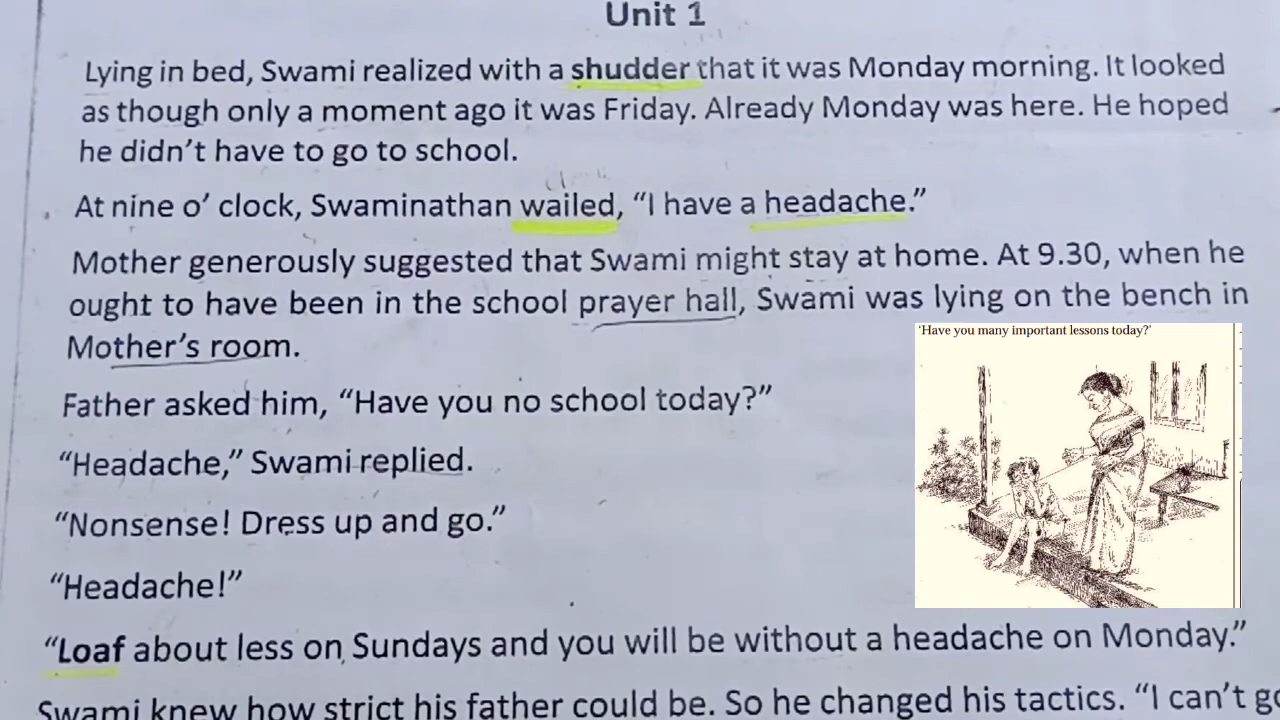 Unit 1
Lying in bed, Swami realized with a shudder that it was Monday morning. It looked
as though only a moment ago it was Friday. Already Monday was here. He hoped
he didn’t have to go to school.
At nine o’ clock, Swaminathan wailed, “I have a headache.”
Mother generously suggested that Swami might stay at home. At 9.30, when he
ought to have been in the school prayer hall, Swami was lying on the bench in
Mother’s room.
‘Have you many important lessons today?’
Father asked him, “Have you no school today?”
“Headache,” Swami replied.
“Nonsense! Dress up and go.”
“Headache!”
“Loaf about less on Sundays and you will be without a headache on Monday.”
Swami knew how strict his father could be. So he changed his tactics. “I can’t go